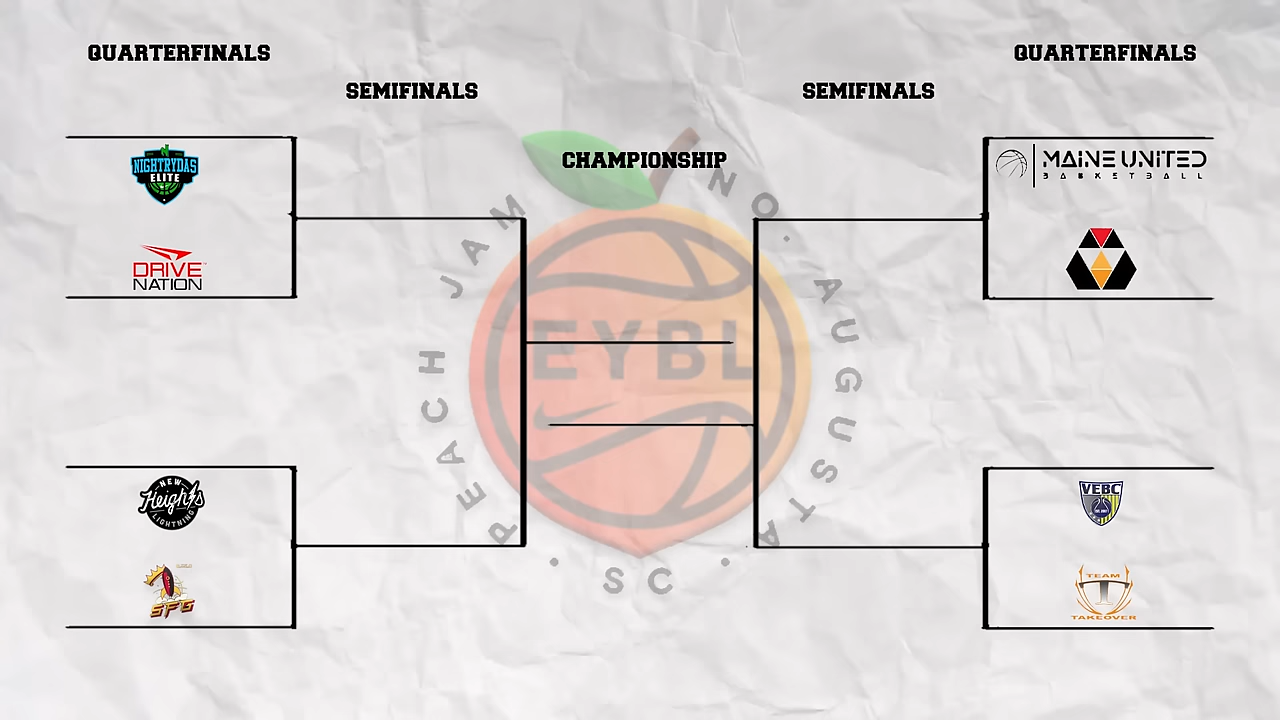 QUARTERFINALS
QUARTERFINALS
SEMIFINALS
SEMIFINALS
CHAMPIONSHIP
NIGHTRYDAS
ELITE
DRIVE
NATION
NEW
Heights
LIGHTNING
SFG
MAINE UNITED
BASKETBALL
VEBC
TEAM
T
TAKEOVER
PEACH JAM NO. AUGUSTA · SC ·
EYBL